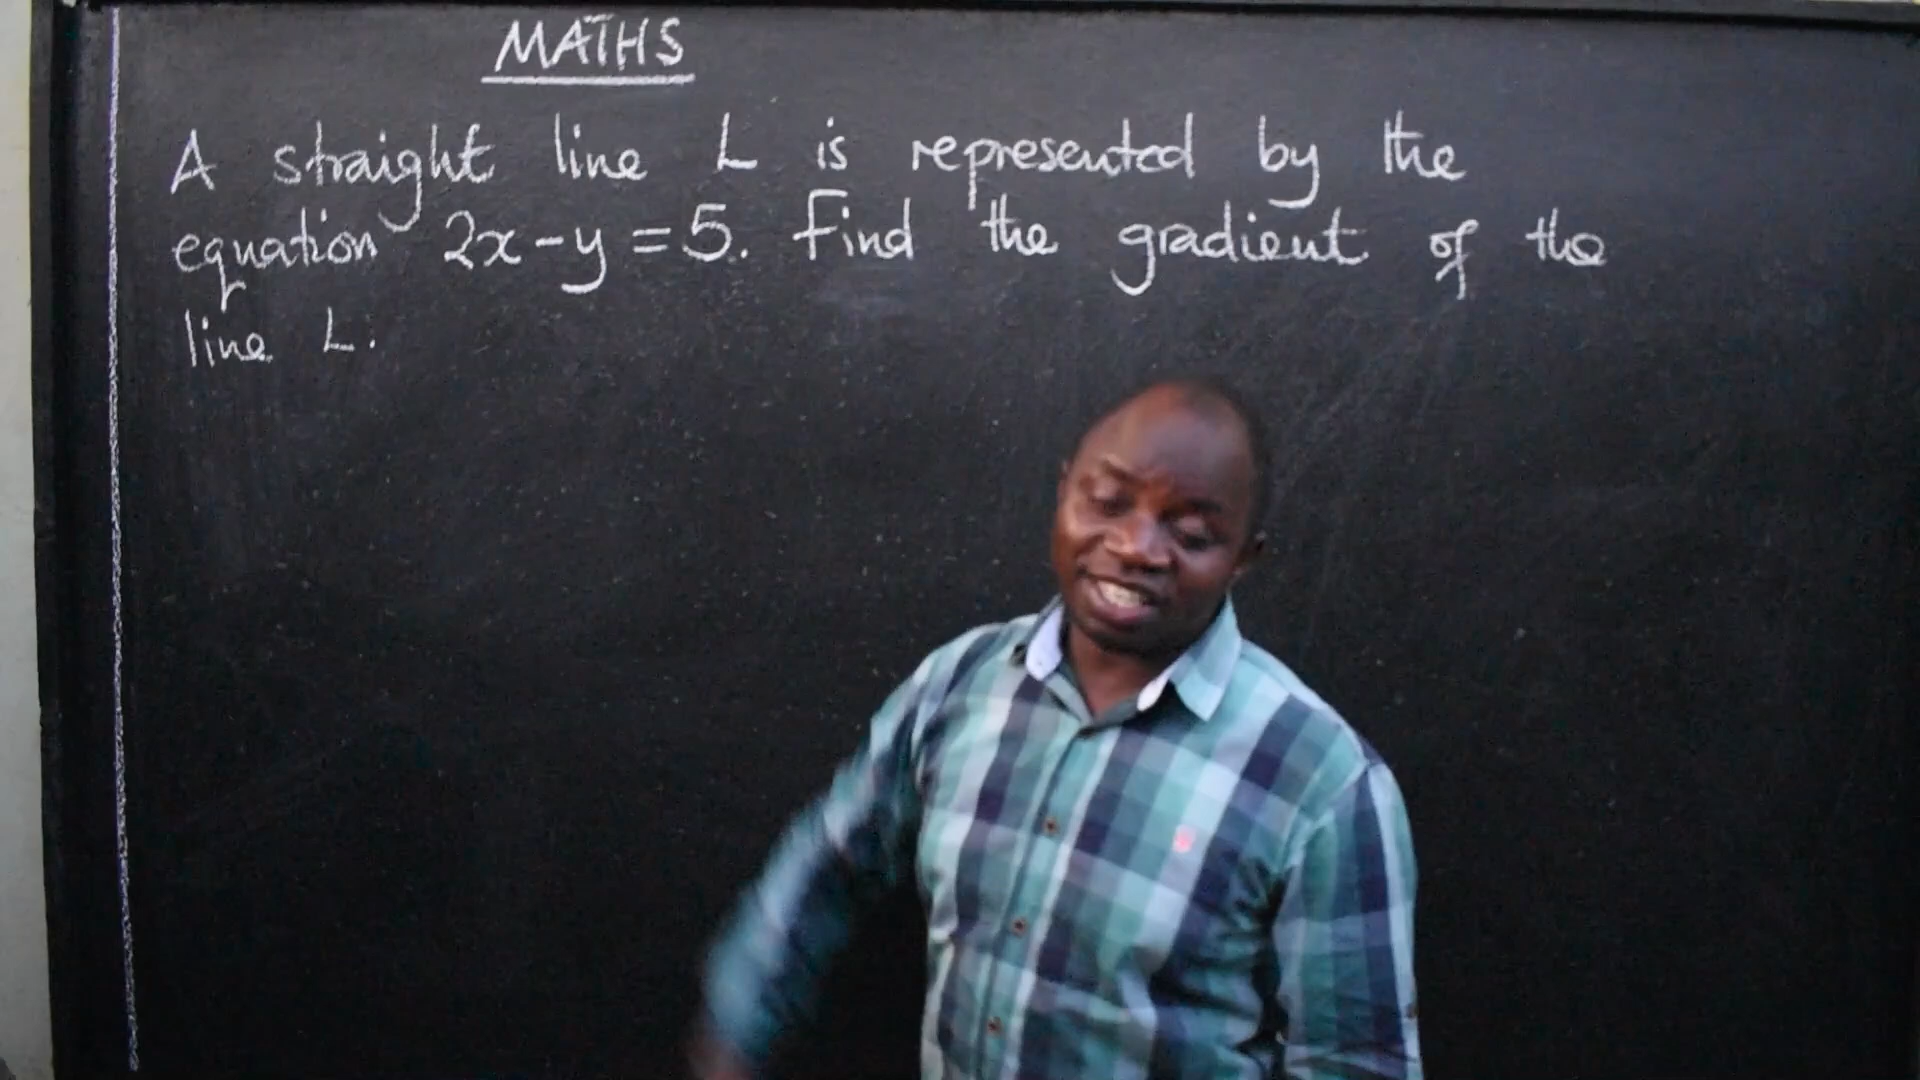 MATHS
A straight line L is represented by the
equation 2x - y = 5. Find the gradient of the
line L.